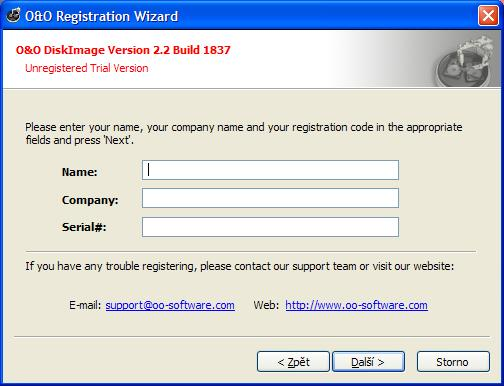 O&O Registration Wizard
O&O DiskImage Version 2.2 Build 1837
Unregistered Trial Version
Please enter your name, your company name and your registration code in the appropriate
fields and press 'Next'.
Name:
Company:
Serial#:
If you have any trouble registering, please contact our support team or visit our website:
E-mail: support@oo-software.com Web: http://www.oo-software.com
< Zpět Další > Storno